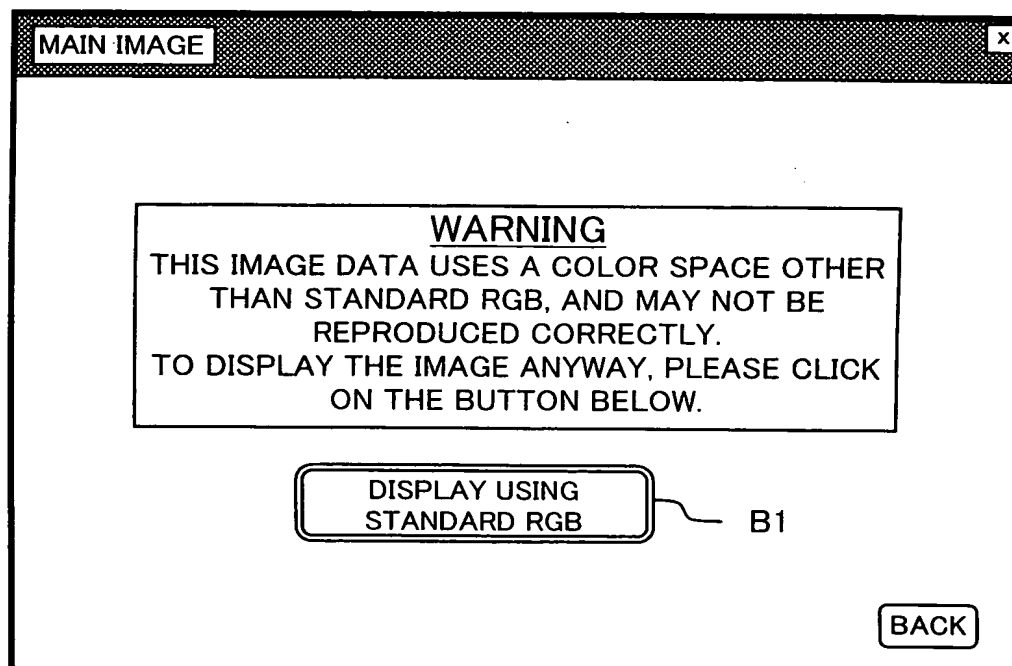 MAIN IMAGE
x
WARNING
THIS IMAGE DATA USES A COLOR SPACE OTHER
THAN STANDARD RGB, AND MAY NOT BE
REPRODUCED CORRECTLY.
TO DISPLAY THE IMAGE ANYWAY, PLEASE CLICK
ON THE BUTTON BELOW.
DISPLAY USING
STANDARD RGB
B1
BACK